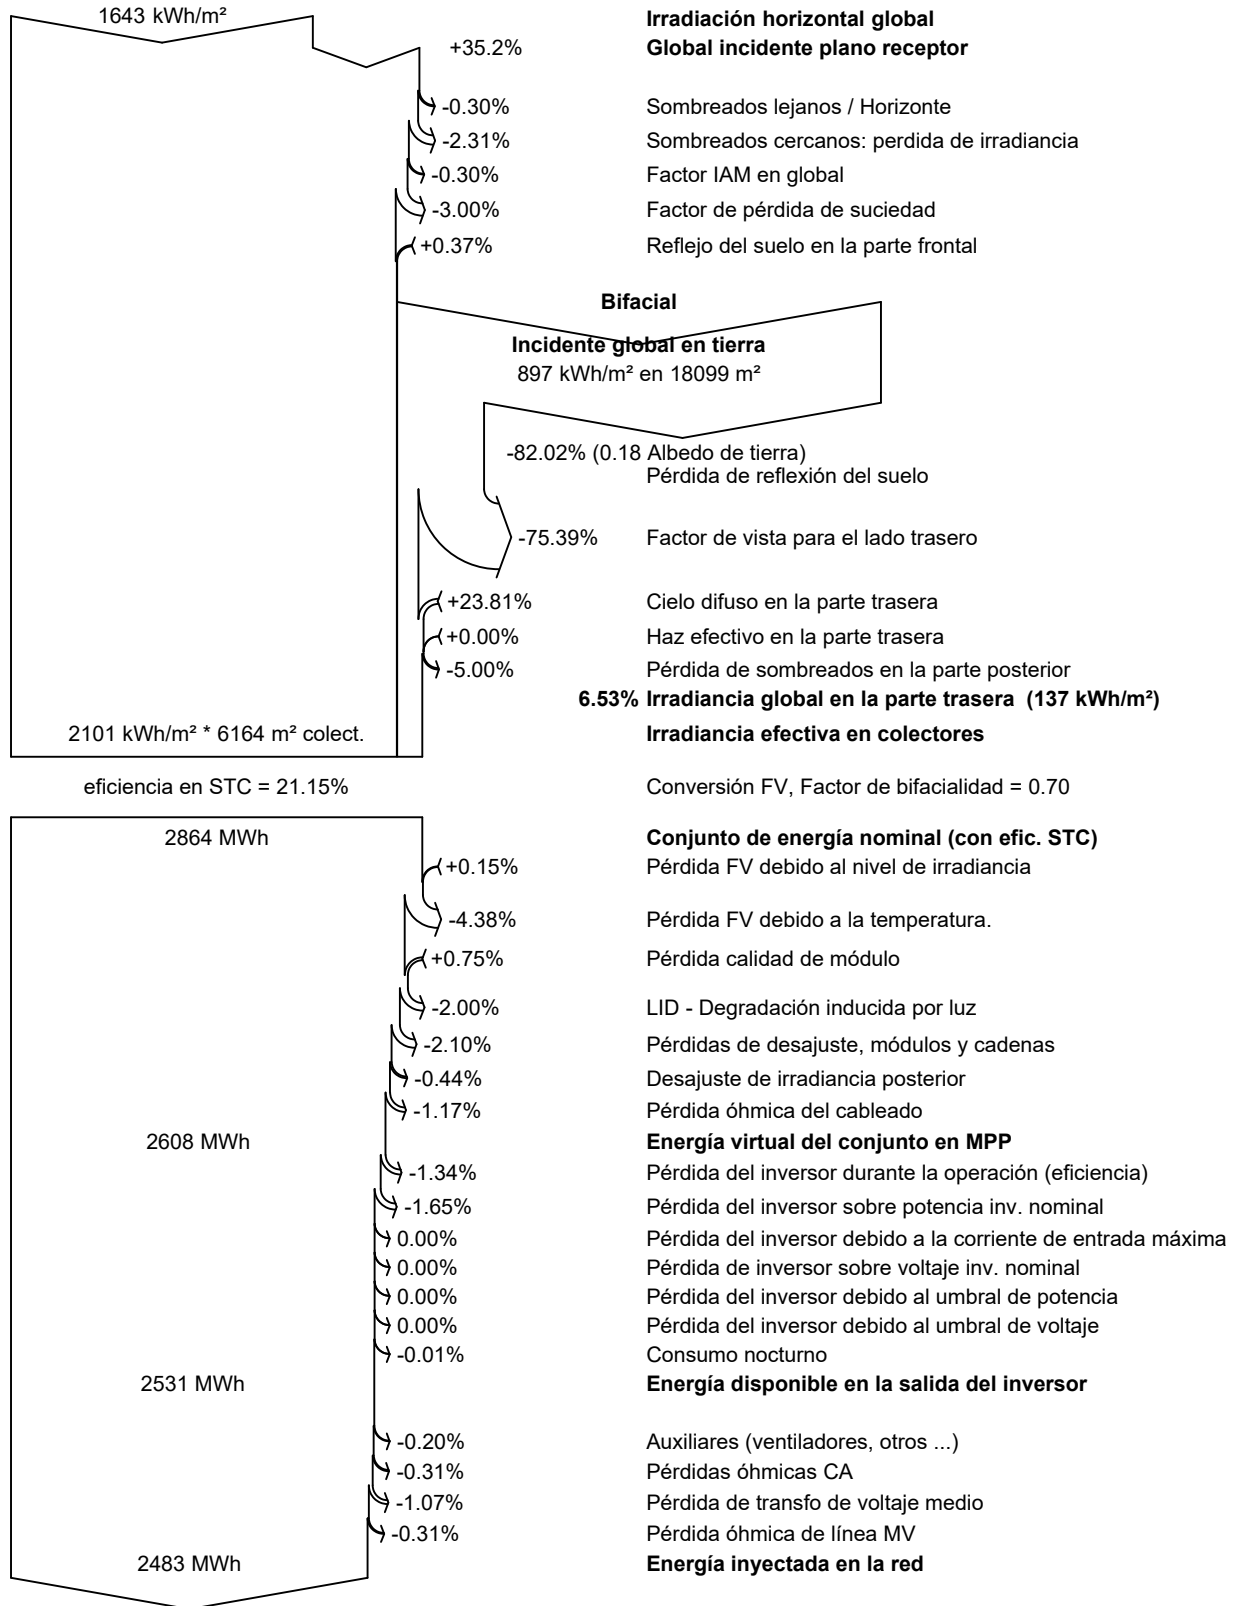 1643 kWh/m² Irradiación horizontal global
+35.2% Global incidente plano receptor
-0.30% Sombreados lejanos / Horizonte
-2.31% Sombreados cercanos: perdida de irradiancia
-0.30% Factor IAM en global
-3.00% Factor de pérdida de suciedad
+0.37% Reflejo del suelo en la parte frontal
Bifacial
Incidente global en tierra
897 kWh/m² en 18099 m²
-82.02% (0.18 Albedo de tierra)
Pérdida de reflexión del suelo
-75.39% Factor de vista para el lado trasero
+23.81% Cielo difuso en la parte trasera
+0.00% Haz efectivo en la parte trasera
-5.00% Pérdida de sombreados en la parte posterior
6.53% Irradiancia global en la parte trasera (137 kWh/m²)
2101 kWh/m² * 6164 m² colect. Irradiancia efectiva en colectores
eficiencia en STC = 21.15% Conversión FV, Factor de bifacialidad = 0.70
2864 MWh Conjunto de energía nominal (con efic. STC)
+0.15% Pérdida FV debido al nivel de irradiancia
-4.38% Pérdida FV debido a la temperatura.
+0.75% Pérdida calidad de módulo
-2.00% LID - Degradación inducida por luz
-2.10% Pérdidas de desajuste, módulos y cadenas
-0.44% Desajuste de irradiancia posterior
-1.17% Pérdida óhmica del cableado
2608 MWh Energía virtual del conjunto en MPP
-1.34% Pérdida del inversor durante la operación (eficiencia)
-1.65% Pérdida del inversor sobre potencia inv. nominal
0.00% Pérdida del inversor debido a la corriente de entrada máxima
0.00% Pérdida de inversor sobre voltaje inv. nominal
0.00% Pérdida del inversor debido al umbral de potencia
0.00% Pérdida del inversor debido al umbral de voltaje
-0.01% Consumo nocturno
2531 MWh Energía disponible en la salida del inversor
-0.20% Auxiliares (ventiladores, otros ...)
-0.31% Pérdidas óhmicas CA
-1.07% Pérdida de transfo de voltaje medio
-0.31% Pérdida óhmica de línea MV
2483 MWh Energía inyectada en la red